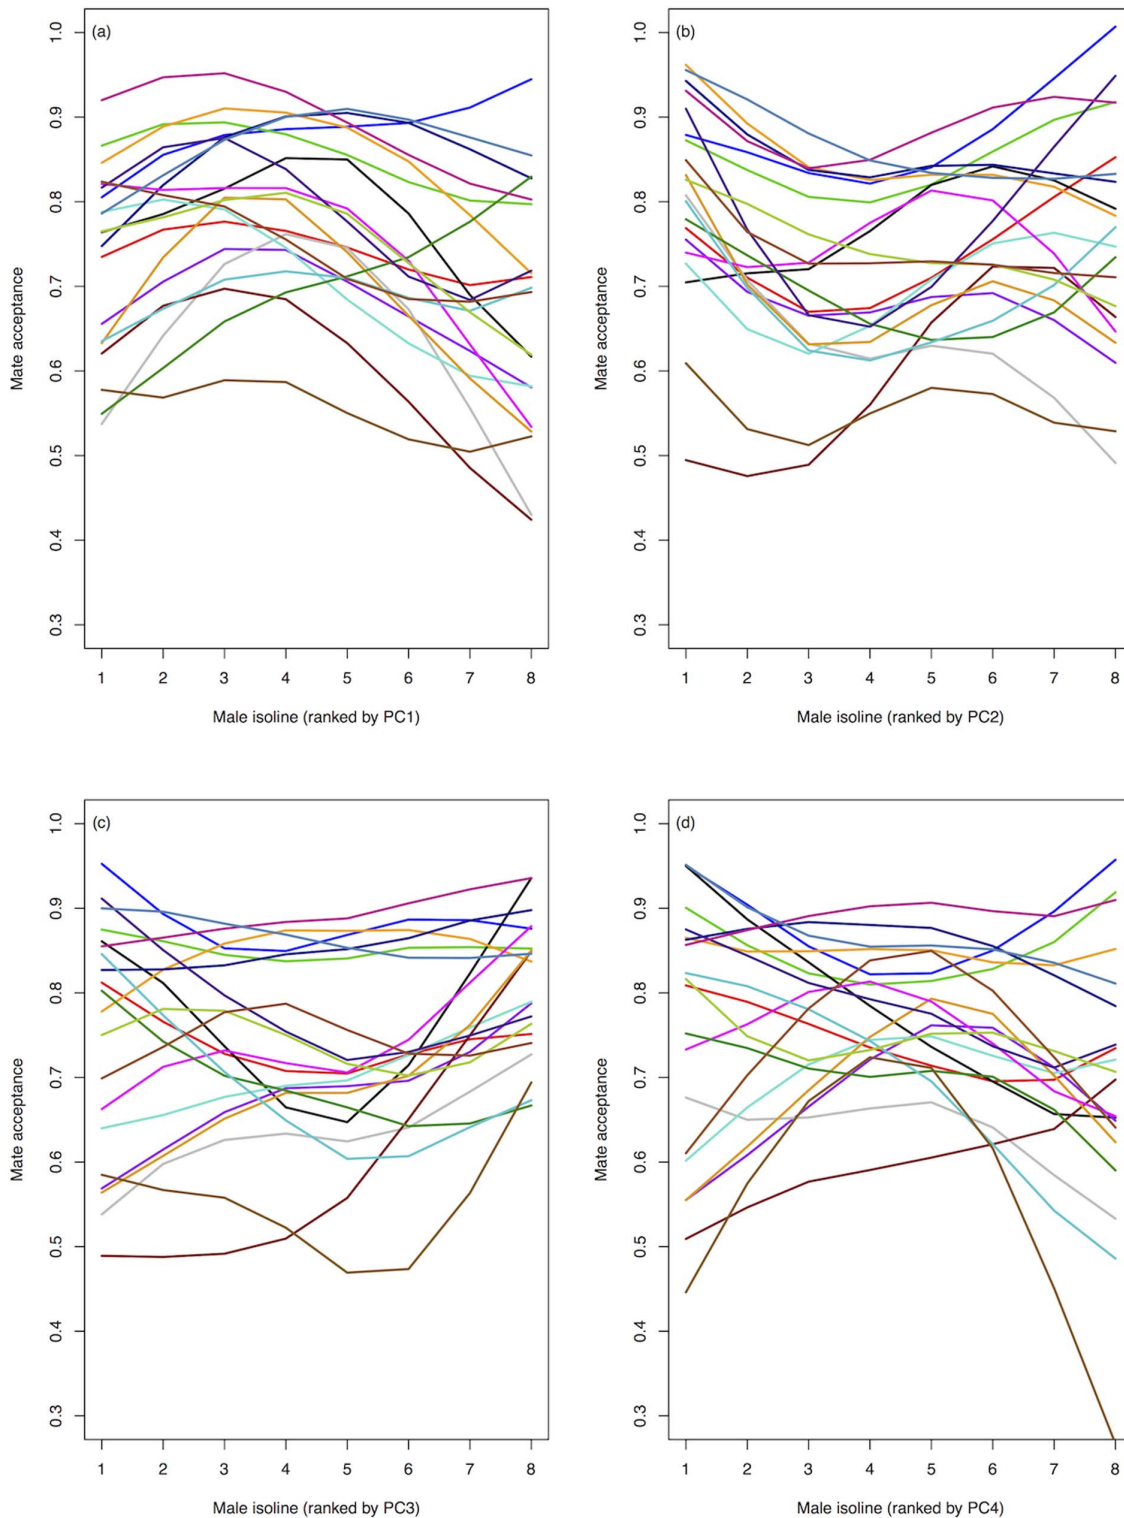 (a)
1.0
0.9
0.8
0.7
0.6
0.5
0.4
0.3
Mate acceptance
1 2 3 4 5 6 7 8
Male isoline (ranked by PC1)
(b)
1.0
0.9
0.8
0.7
0.6
0.5
0.4
0.3
Mate acceptance
1 2 3 4 5 6 7 8
Male isoline (ranked by PC2)
(c)
1.0
0.9
0.8
0.7
0.6
0.5
0.4
0.3
Mate acceptance
1 2 3 4 5 6 7 8
Male isoline (ranked by PC3)
(d)
1.0
0.9
0.8
0.7
0.6
0.5
0.4
0.3
Mate acceptance
1 2 3 4 5 6 7 8
Male isoline (ranked by PC4)